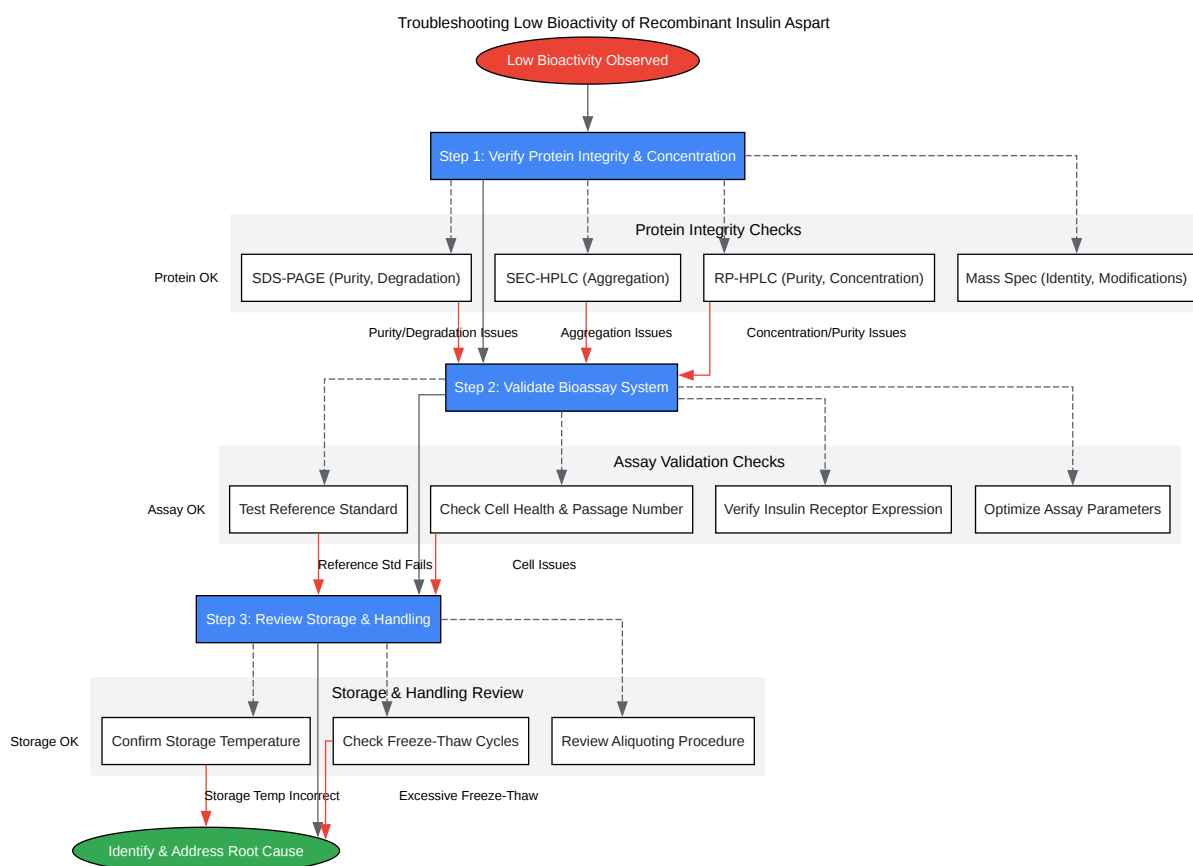 Troubleshooting Low Bioactivity of Recombinant Insulin Aspart
Low Bioactivity Observed
Step 1: Verify Protein Integrity & Concentration
Protein Integrity Checks
Protein OK
SDS-PAGE (Purity, Degradation)
SEC-HPLC (Aggregation)
RP-HPLC (Purity, Concentration)
Mass Spec (Identity, Modifications)
Purity/Degradation Issues
Aggregation Issues
Concentration/Purity Issues
Step 2: Validate Bioassay System
Assay Validation Checks
Assay OK
Test Reference Standard
Check Cell Health & Passage Number
Verify Insulin Receptor Expression
Optimize Assay Parameters
Reference Std Fails
Cell Issues
Step 3: Review Storage & Handling
Storage & Handling Review
Storage OK
Confirm Storage Temperature
Check Freeze-Thaw Cycles
Review Aliquoting Procedure
Storage Temp Incorrect
Excessive Freeze-Thaw
Identify & Address Root Cause